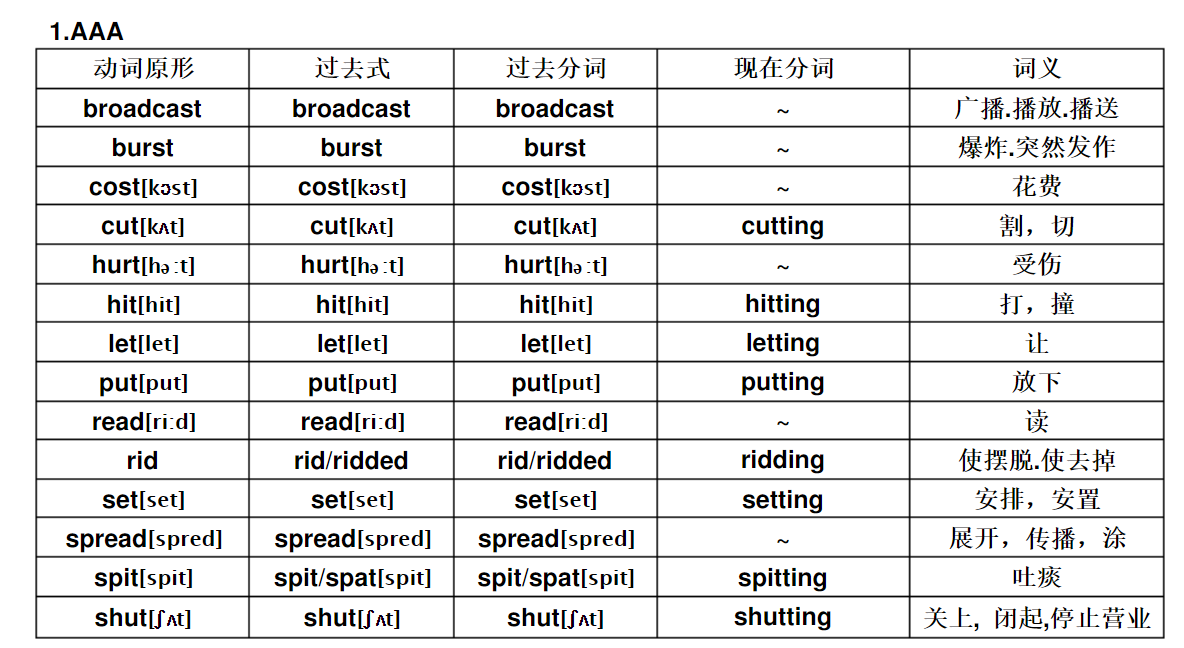 1.AAA
动词原形 过去式 过去分词 现在分词 词义
broadcast broadcast broadcast ~ 广播.播放.播送
burst burst burst ~ 爆炸.突然发作
cost[kɔst] cost[kɔst] cost[kɔst] ~ 花费
cut[kʌt] cut[kʌt] cut[kʌt] cutting 割，切
hurt[hə:t] hurt[hə:t] hurt[hə:t] ~ 受伤
hit[hit] hit[hit] hit[hit] hitting 打，撞
let[let] let[let] let[let] letting 让
put[put] put[put] put[put] putting 放下
read[ri:d] read[ri:d] read[ri:d] ~ 读
rid rid/ridded rid/ridded ridding 使摆脱.使去掉
set[set] set[set] set[set] setting 安排，安置
spread[spred] spread[spred] spread[spred] ~ 展开，传播，涂
spit[spit] spit/spat[spit] spit/spat[spit] spitting 吐痰
shut[ʃʌt] shut[ʃʌt] shut[ʃʌt] shutting 关上, 闭起,停止营业